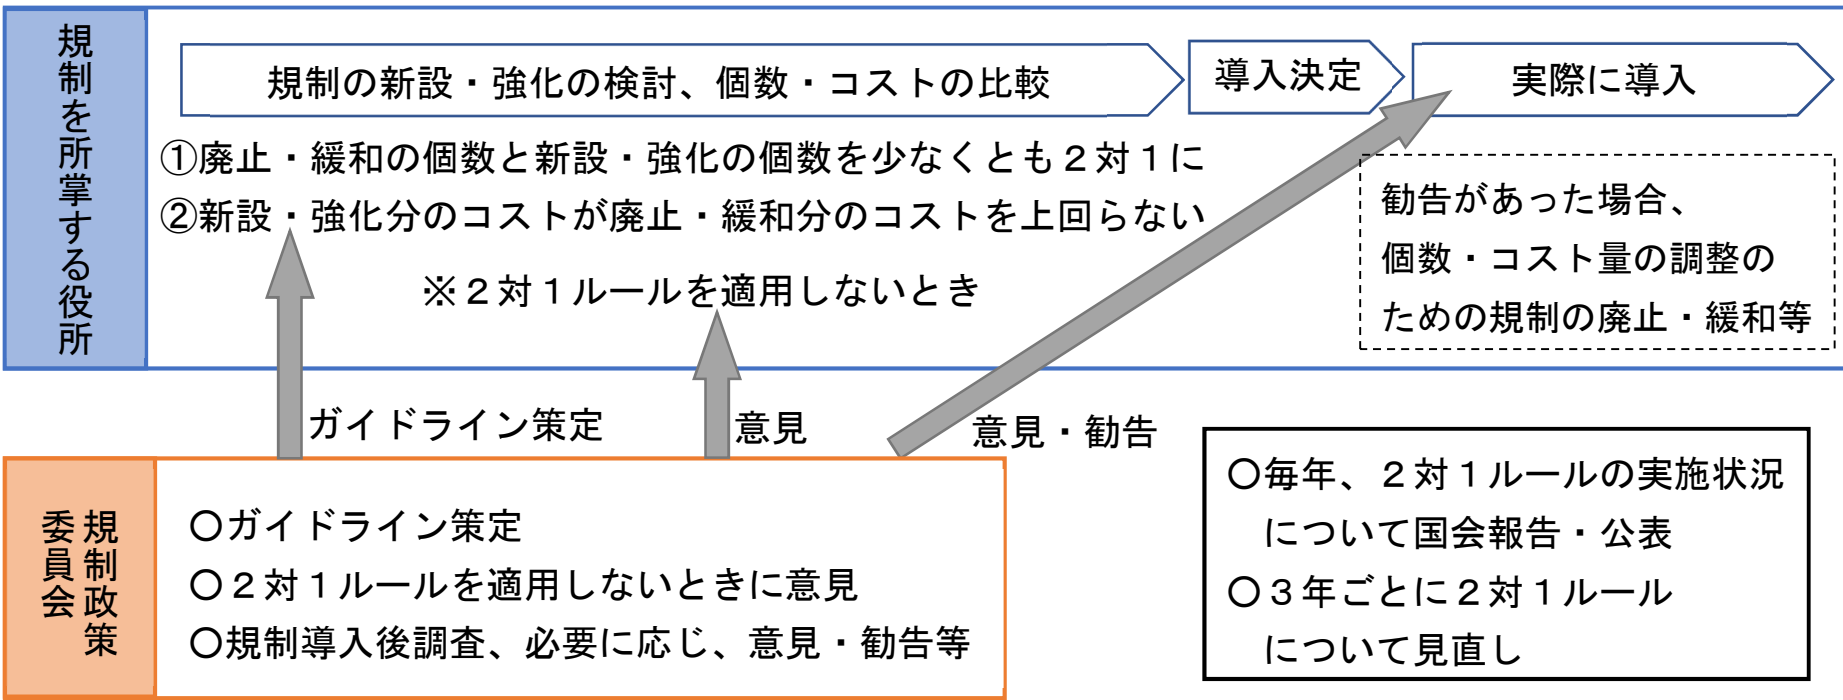 規制を所掌する役所
規制の新設・強化の検討、個数・コストの比較
導入決定
実際に導入
①廃止・緩和の個数と新設・強化の個数を少なくとも２対１に
②新設・強化分のコストが廃止・緩和分のコストを上回らない
※２対１ルールを適用しないとき
勧告があった場合、
個数・コスト量の調整の
ための規制の廃止・緩和等
ガイドライン策定
意見
意見・勧告
規制政策
委員会
〇ガイドライン策定
〇２対１ルールを適用しないときに意見
〇規制導入後調査、必要に応じ、意見・勧告等
〇毎年、２対１ルールの実施状況
について国会報告・公表
〇３年ごとに２対１ルール
について見直し